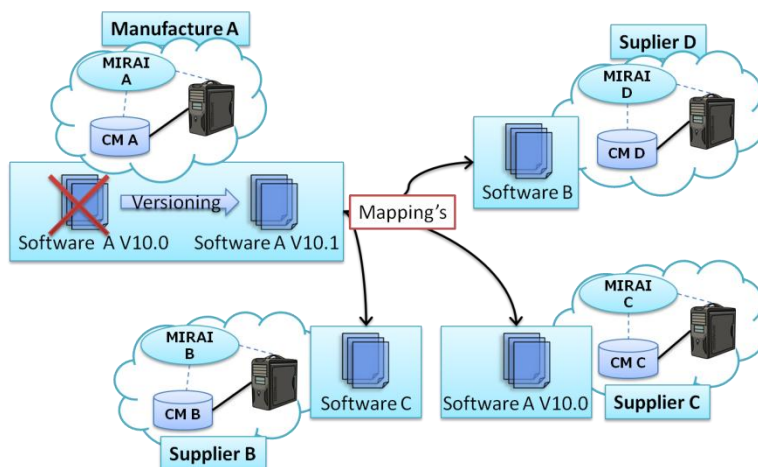 Manufacture A
MIRAI
A
CM A
Versioning
Software A V10.0
Software A V10.1
Mapping's
Suplier D
MIRAI
D
CM D
Software B
MIRAI
B
CM B
Supplier B
Software C
MIRAI
C
CM C
Supplier C
Software A V10.0